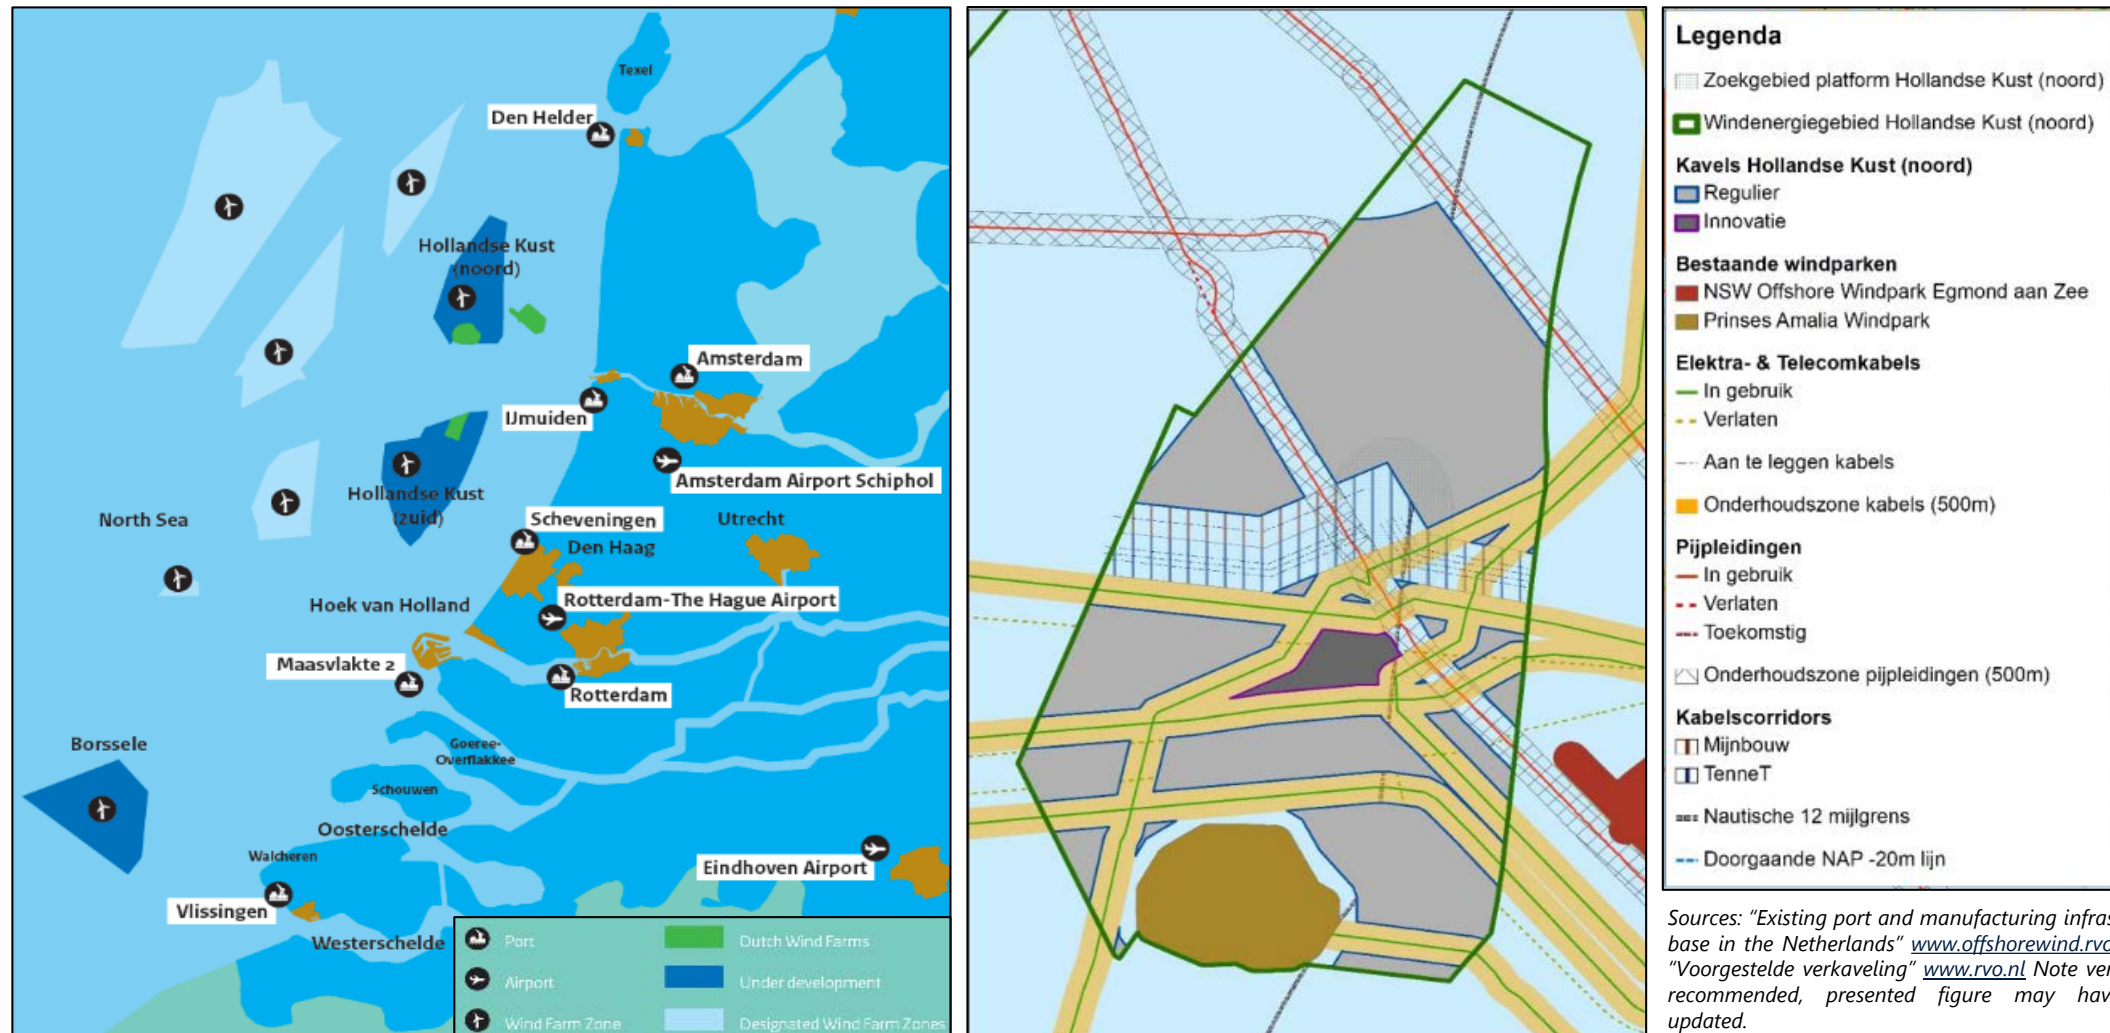 Texel
Den Helder
Hollandse Kust
(noord)
Amsterdam
IJmuiden
Amsterdam Airport Schiphol
Hollandse Kust
(zuid)
North Sea
Scheveningen
Utrecht
Den Haag
Hoek van Holland
Rotterdam-The Hague Airport
Maasvlakte 2
Rotterdam
Borssele
Goeree-
Overflakkee
Schouwen
Oosterschelde
Walcheren
Eindhoven Airport
Vlissingen
Westerschelde
Port
Dutch Wind Farms
Airport
Under development
Wind Farm Zone
Designated Wind Farm Zones
Legenda
Zoekgebied platform Hollandse Kust (noord)
Windenergiegebied Hollandse Kust (noord)
Kavels Hollandse Kust (noord)
Regulier
Innovatie
Bestaande windparken
NSW Offshore Windpark Egmond aan Zee
Prinses Amalia Windpark
Elektra- & Telecomkabels
In gebruik
Verlaten
Aan te leggen kabels
Onderhoudszone kabels (500m)
Pijpleidingen
In gebruik
Verlaten
Toekomstig
Onderhoudszone pijpleidingen (500m)
Kabelscorridors
Mijnbouw
TenneT
Nautische 12 mijlgrens
Doorgaande NAP -20m lijn
Sources: "Existing port and manufacturing infras
base in the Netherlands" www.offshorewind.rvo
"Voorgestelde verkaveling" www.rvo.nl Note ver
recommended, presented figure may hav
updated.